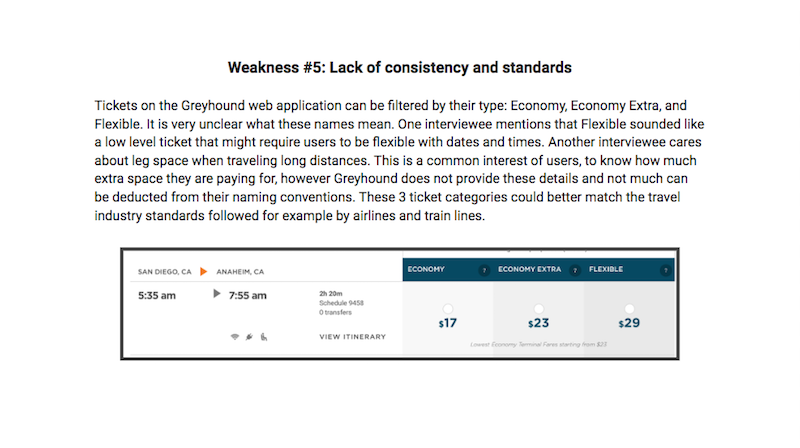 Weakness #5: Lack of consistency and standards
Tickets on the Greyhound web application can be filtered by their type: Economy, Economy Extra, and
Flexible. It is very unclear what these names mean. One interviewee mentions that Flexible sounded like
a low level ticket that might require users to be flexible with dates and times. Another interviewee cares
about leg space when traveling long distances. This is a common interest of users, to know how much
extra space they are paying for, however Greyhound does not provide these details and not much can
be deducted from their naming conventions. These 3 ticket categories could better match the travel
industry standards followed for example by airlines and train lines.
SAN DIEGO, CA ANAHEIM, CA ECONOMY ? ECONOMY EXTRA ? FLEXIBLE ?
5:35 am 7:55 am 2h 20m
Schedule 9458
0 transfers
$17 $23 $29
VIEW ITINERARY
Lowest Economy Terminal Fares starting from $23